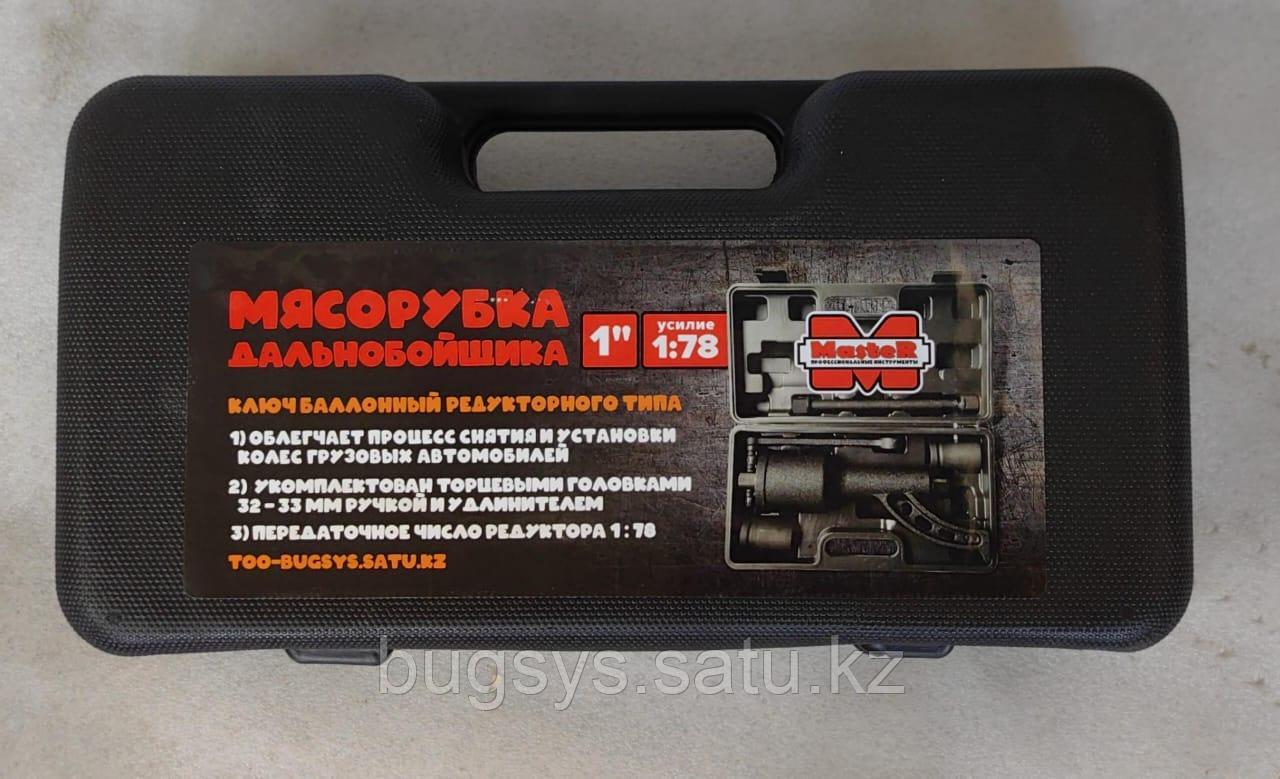 МЯСОРУБКА
ДАЛЬНОБОЙЩИКА
1"
усилие
1:78
MasteR
ПРОФЕССИОНАЛЬНЫЕ ИНСТРУМЕНТЫ
КЛЮЧ БАЛЛОННЫЙ РЕДУКТОРНОГО ТИПА
1) ОБЛЕГЧАЕТ ПРОЦЕСС СНЯТИЯ И УСТАНОВКИ
КОЛЕС ГРУЗОВЫХ АВТОМОБИЛЕЙ
2) УКОМПЛЕКТОВАН ТОРЦЕВЫМИ ГОЛОВКАМИ
32 - 33 ММ РУЧКОЙ И УДЛИНИТЕЛЕМ
3) ПЕРЕДАТОЧНОЕ ЧИСЛО РЕДУКТОРА 1 : 78
TOO-BUGSYS.SATU.KZ
bugsys.satu.kz